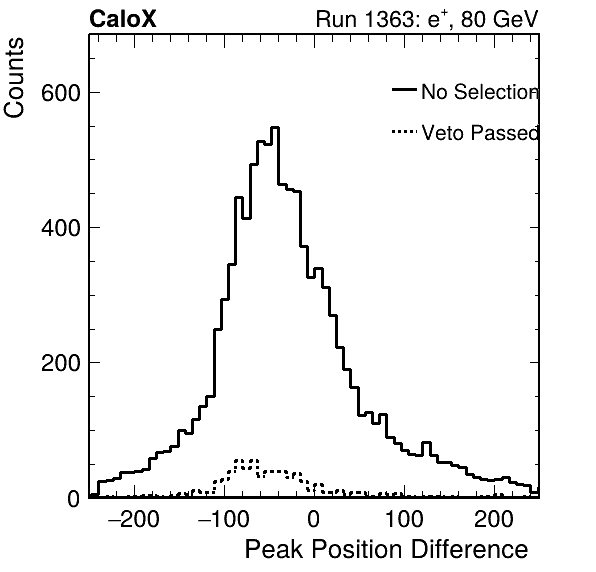 CaloX Run 1363: e⁺, 80 GeV
Counts
600
400
200
0
No Selection
Veto Passed
−200 −100 0 100 200
Peak Position Difference